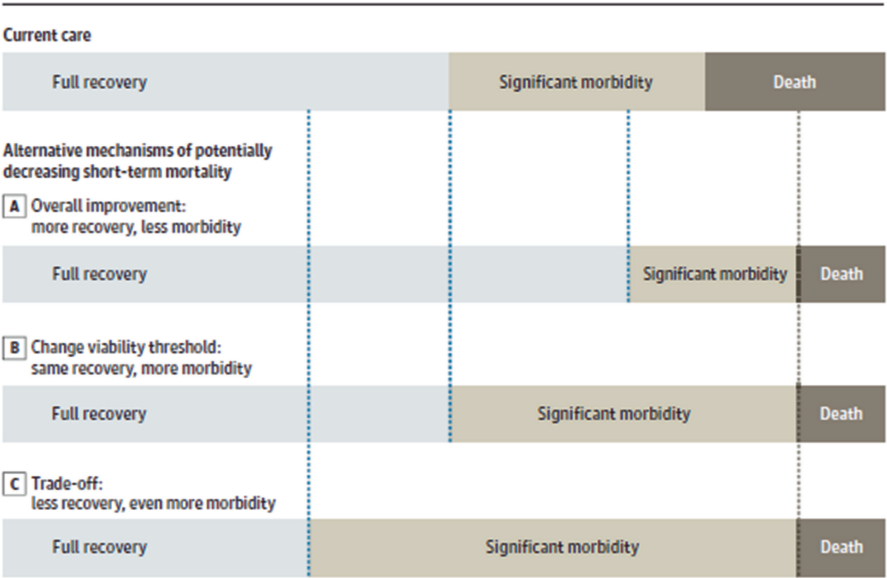 Current care
Full recovery Significant morbidity Death
Alternative mechanisms of potentially
decreasing short-term mortality
A Overall improvement:
more recovery, less morbidity
Full recovery Significant morbidity Death
B Change viability threshold:
same recovery, more morbidity
Full recovery Significant morbidity Death
C Trade-off:
less recovery, even more morbidity
Full recovery Significant morbidity Death